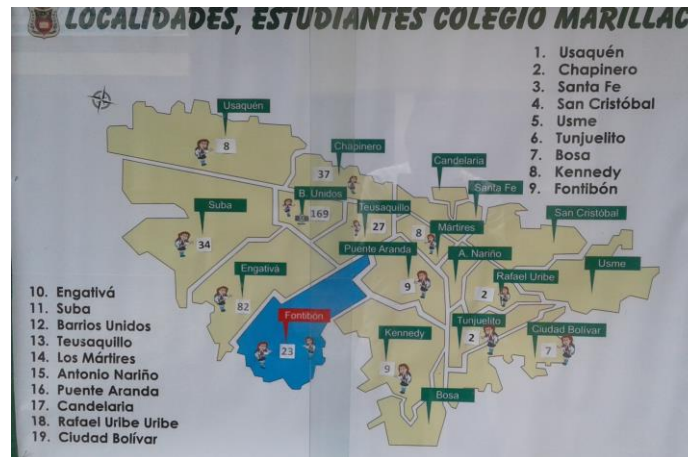 LOCALIDADES, ESTUDIANTES COLEGIO MARILLAC
1. Usaquén
2. Chapinero
3. Santa Fe
4. San Cristóbal
5. Usme
6. Tunjuelito
7. Bosa
8. Kennedy
9. Fontibón
Usaquén
8
Chapinero
37
Candelaria
Santa Fe
B. Unidos
169
Teusaquillo
27
Suba
34
Mártires
8
San Cristóbal
Puente Aranda
9
A. Nariño
Rafael Uribe
2
Usme
Engativá
82
Fontibón
23
Kennedy
9
Tunjuelito
2
Ciudad Bolívar
7
Bosa
10. Engativá
11. Suba
12. Barrios Unidos
13. Teusaquillo
14. Los Mártires
15. Antonio Nariño
16. Puente Aranda
17. Candelaria
18. Rafael Uribe Uribe
19. Ciudad Bolívar